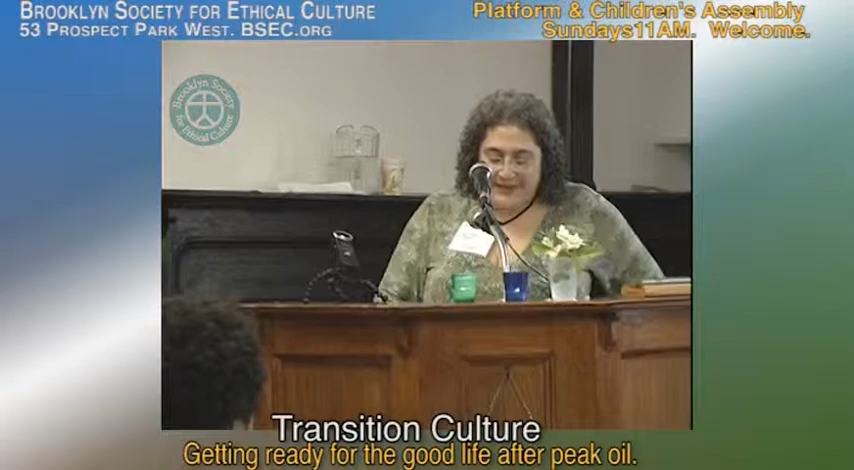 BROOKLYN SOCIETY FOR ETHICAL CULTURE
53 PROSPECT PARK WEST. BSEC.ORG
Platform & Children's Assembly
Sundays11AM. Welcome.
Brooklyn Society
for Ethical Culture
Transition Culture
Getting ready for the good life after peak oil.